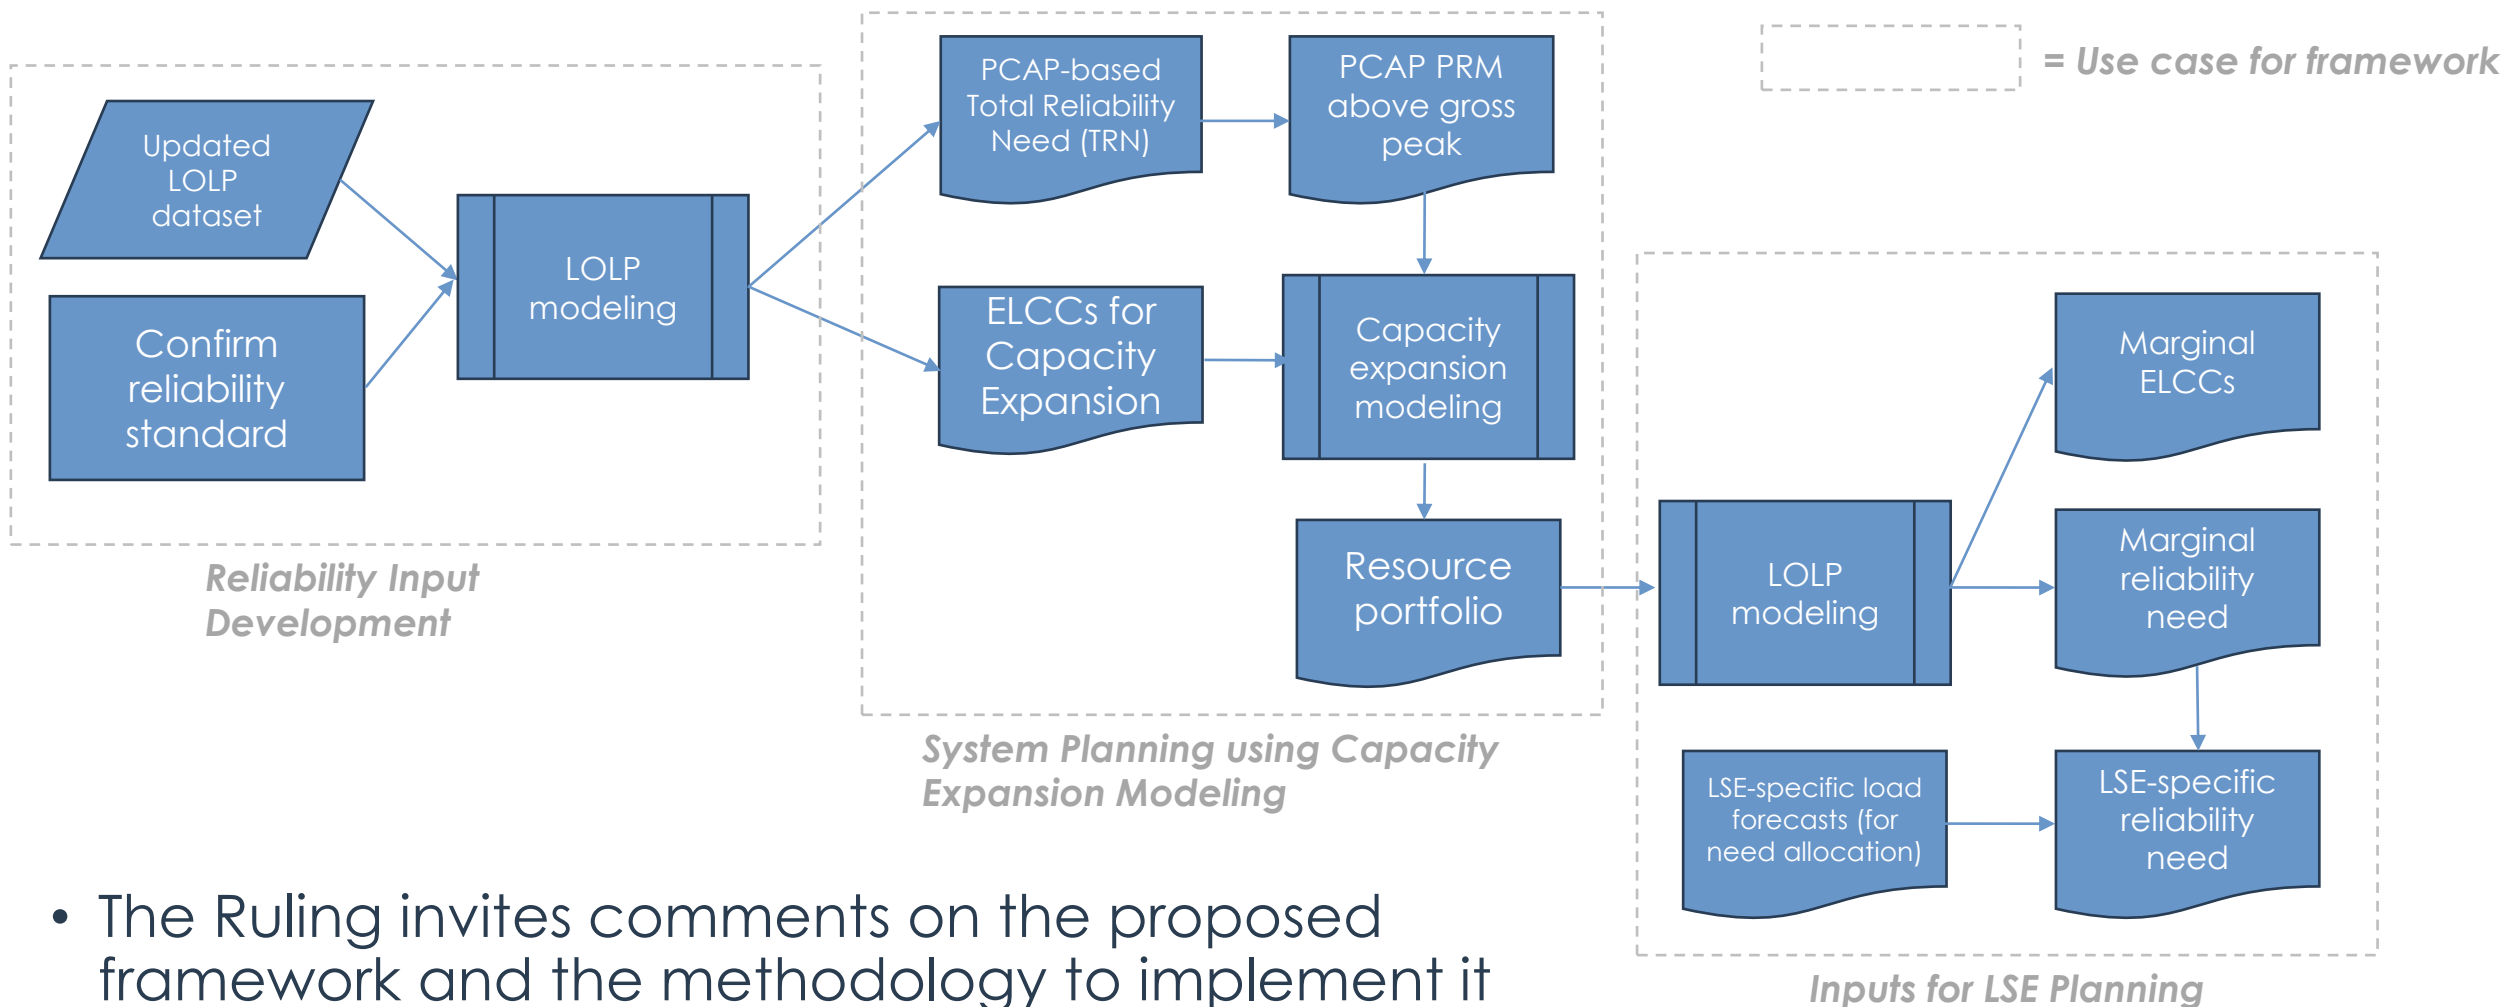 Updated
LOLP
dataset
Confirm
reliability
standard
LOLP
modeling
Reliability Input
Development
PCAP-based
Total Reliability
Need (TRN)
PCAP PRM
above gross
peak
ELCCs for
Capacity
Expansion
Capacity
expansion
modeling
Resource
portfolio
System Planning using Capacity
Expansion Modeling
= Use case for framework
LOLP
modeling
Marginal
ELCCs
Marginal
reliability
need
LSE-specific load
forecasts (for
need allocation)
LSE-specific
reliability
need
Inputs for LSE Planning
• The Ruling invites comments on the proposed
framework and the methodology to implement it